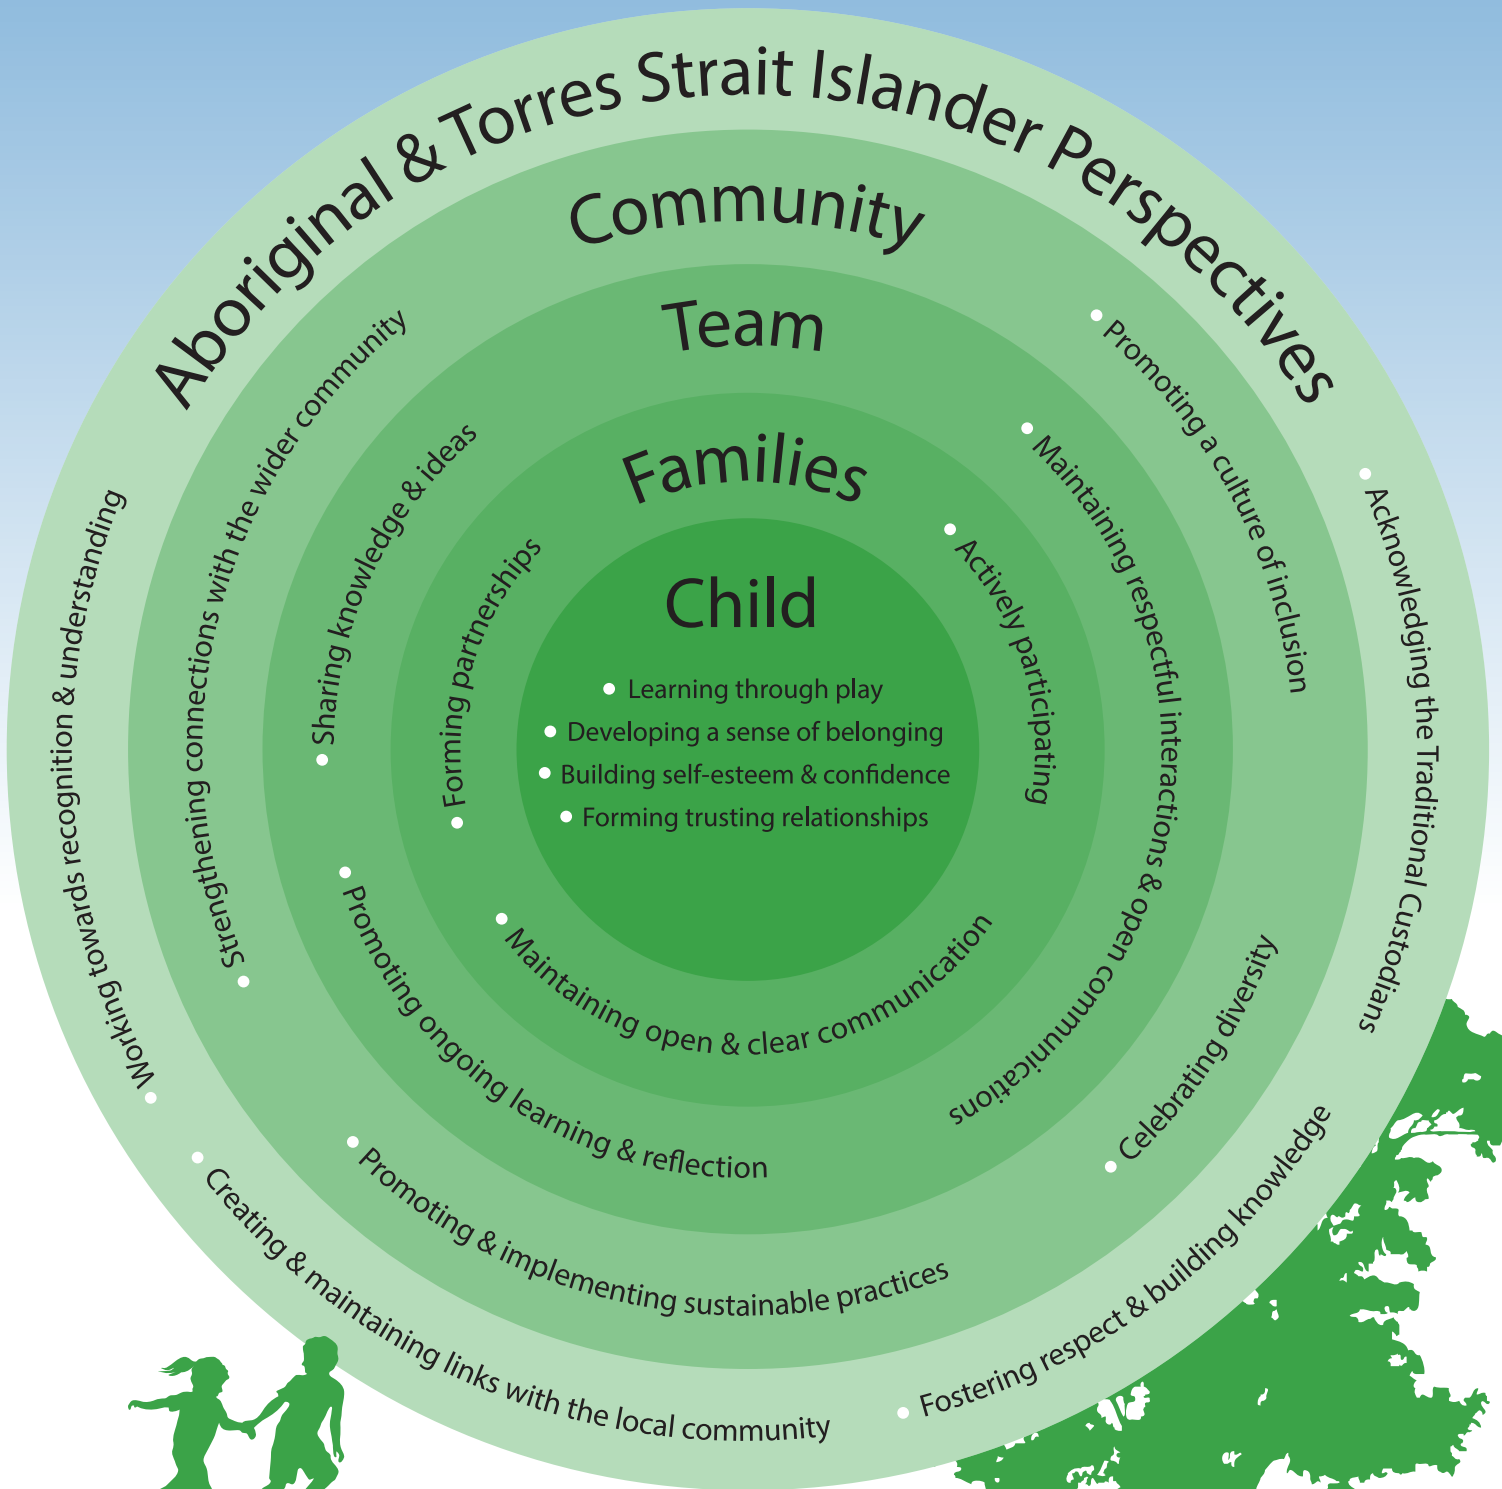 Aboriginal & Torres Strait Islander Perspectives
• Acknowledging the Traditional Custodians
• Fostering respect & building knowledge
• Creating & maintaining links with the local community
• Working towards recognition & understanding
Community
• Promoting a culture of inclusion
• Celebrating diversity
• Promoting & implementing sustainable practices
• Strengthening connections with the wider community
Team
• Maintaining respectful interactions & open communications
• Promoting ongoing learning & reflection
• Sharing knowledge & ideas
Families
• Actively participating
• Maintaining open & clear communication
• Forming partnerships
Child
• Learning through play
• Developing a sense of belonging
• Building self-esteem & confidence
• Forming trusting relationships